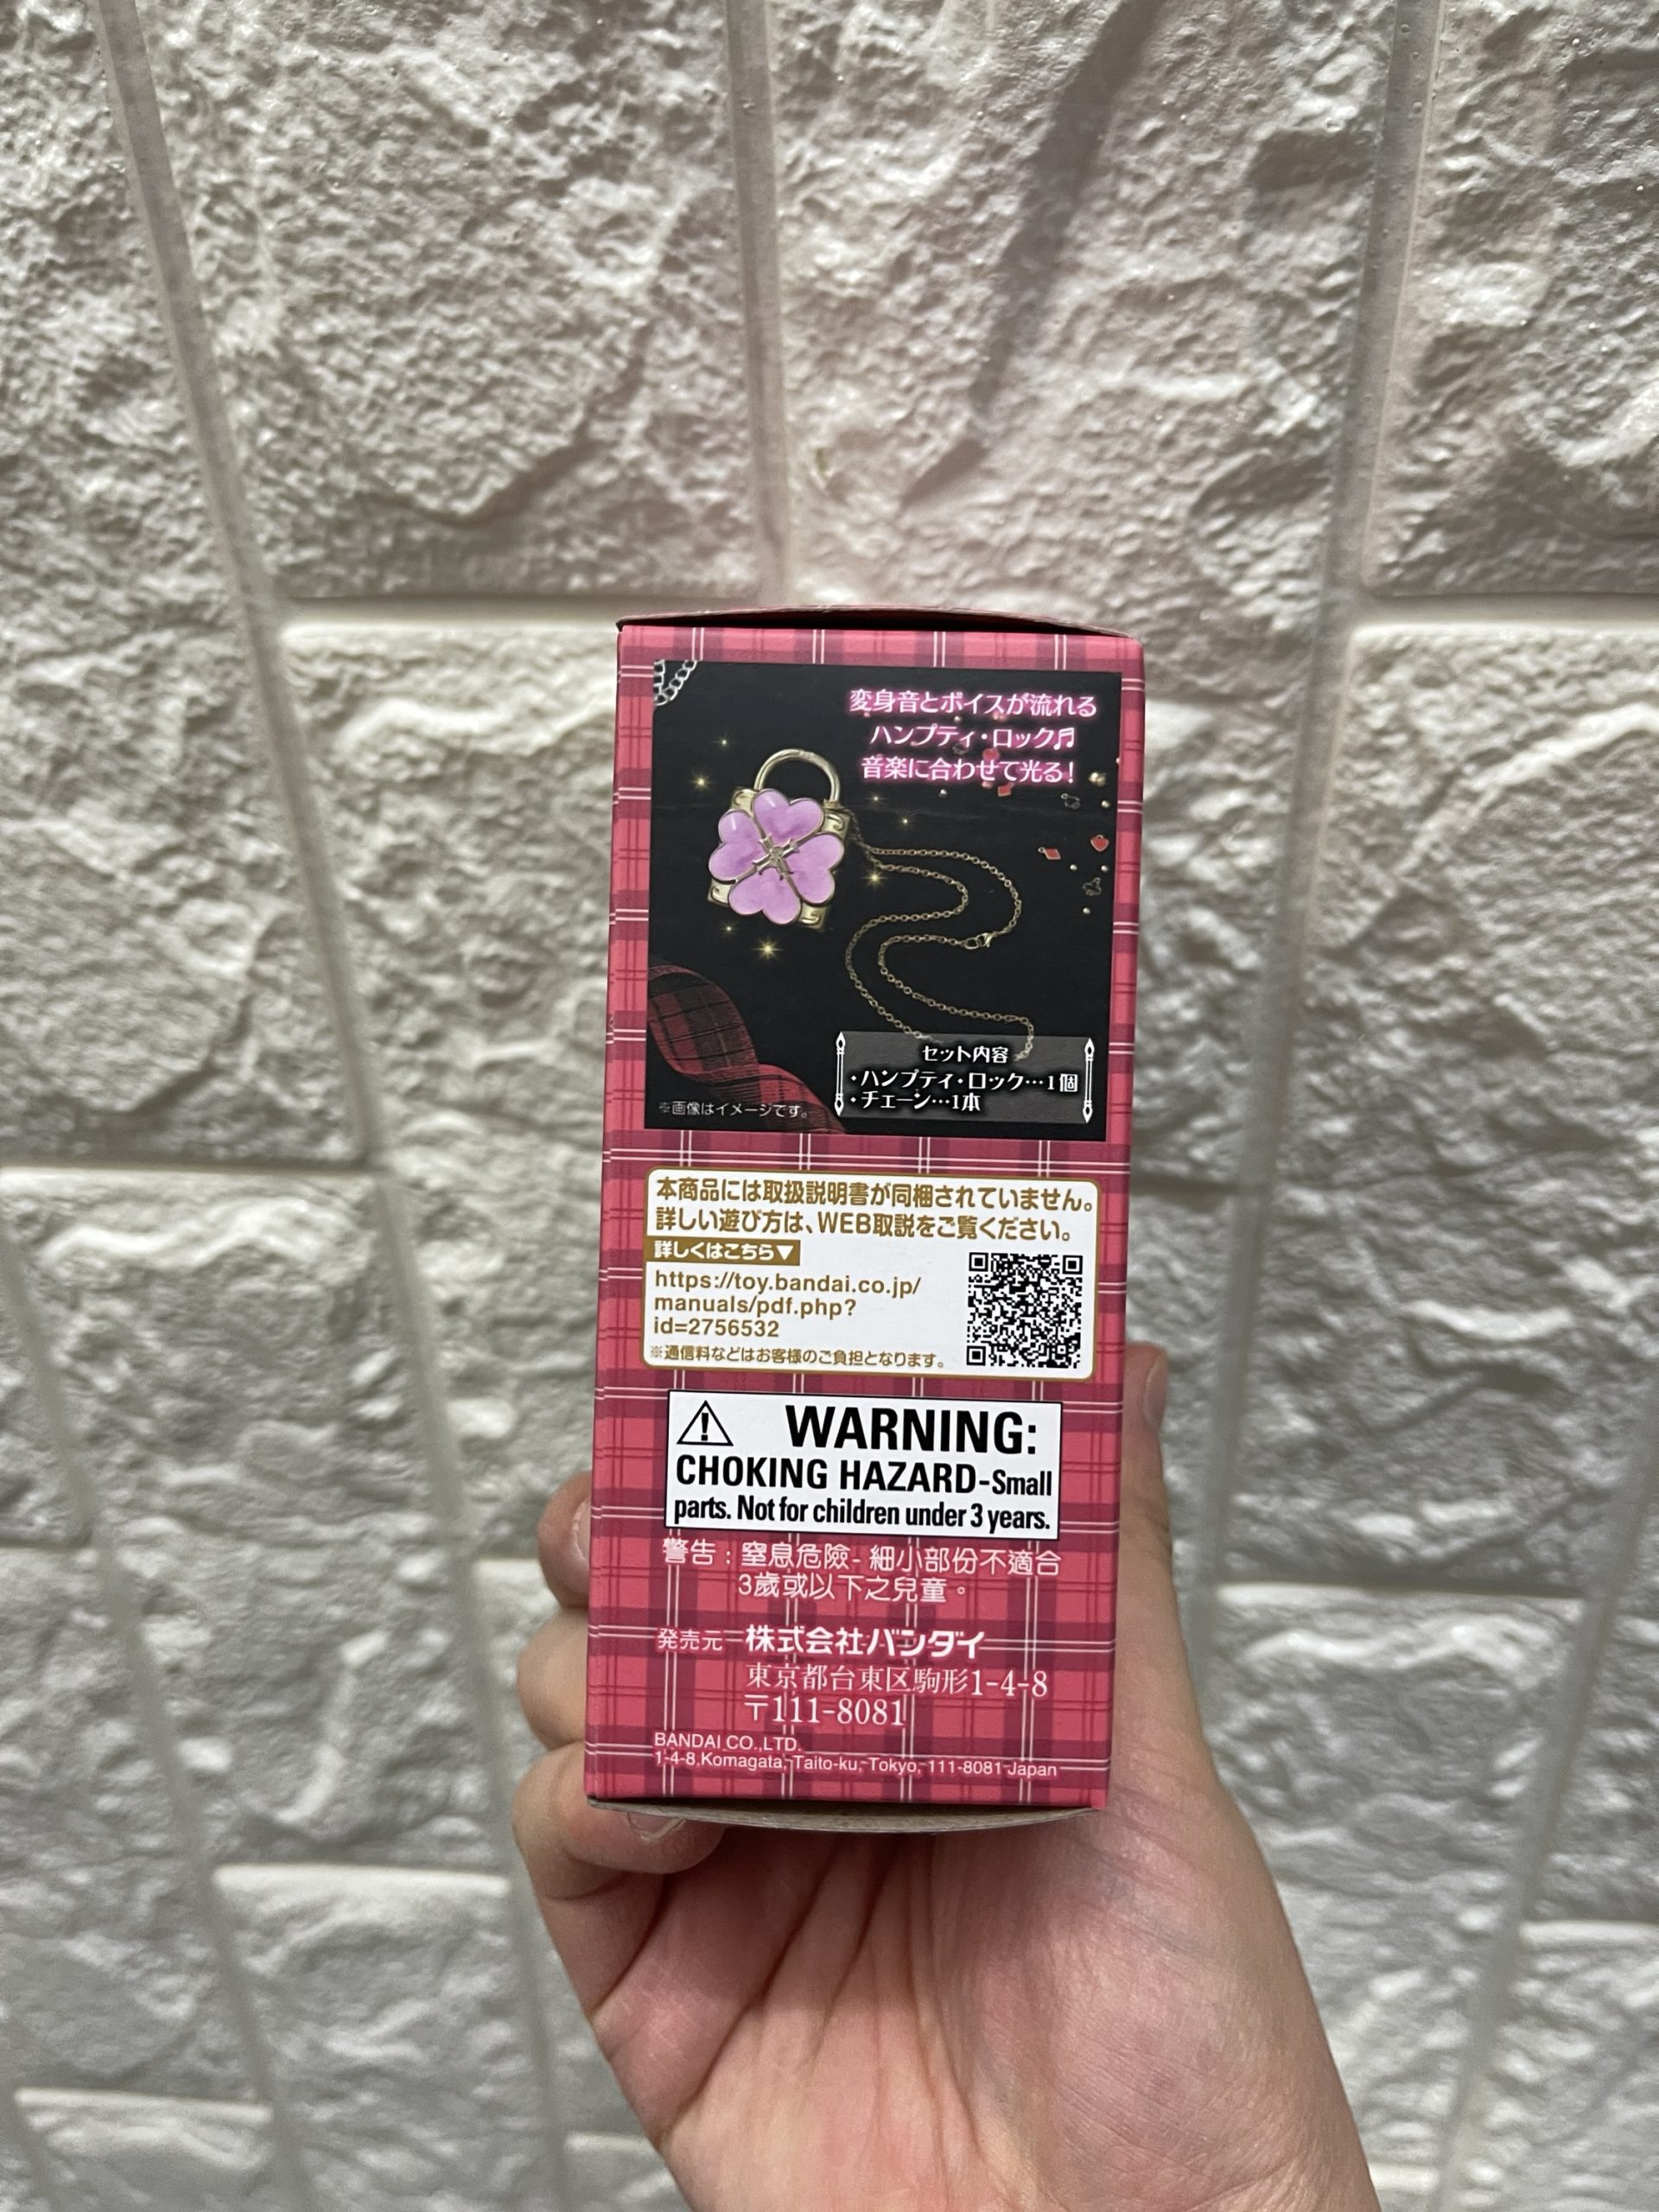 変身音とボイスが流れる
ハンプティ・ロック♬
音楽に合わせて光る!
セット内容
・ハンプティ・ロック…1個
・チェーン…1本
※画像はイメージです。
本商品には取扱説明書が同梱されていません。
詳しい遊び方は、WEB取説をご覧ください。
詳しくはこちら▼
https://toy.bandai.co.jp/
manuals/pdf.php?
id=2756532
※通信料などはお客様のご負担となります。
WARNING:
CHOKING HAZARD-Small
parts. Not for children under 3 years.
警告:窒息危險-細小部份不適合
3歲或以下之兒童。
発売元 株式会社バンダイ
東京都台東区駒形1-4-8
〒111-8081
BANDAI CO.,LTD.
1-4-8,Komagata, Taito-ku, Tokyo, 111-8081 Japan